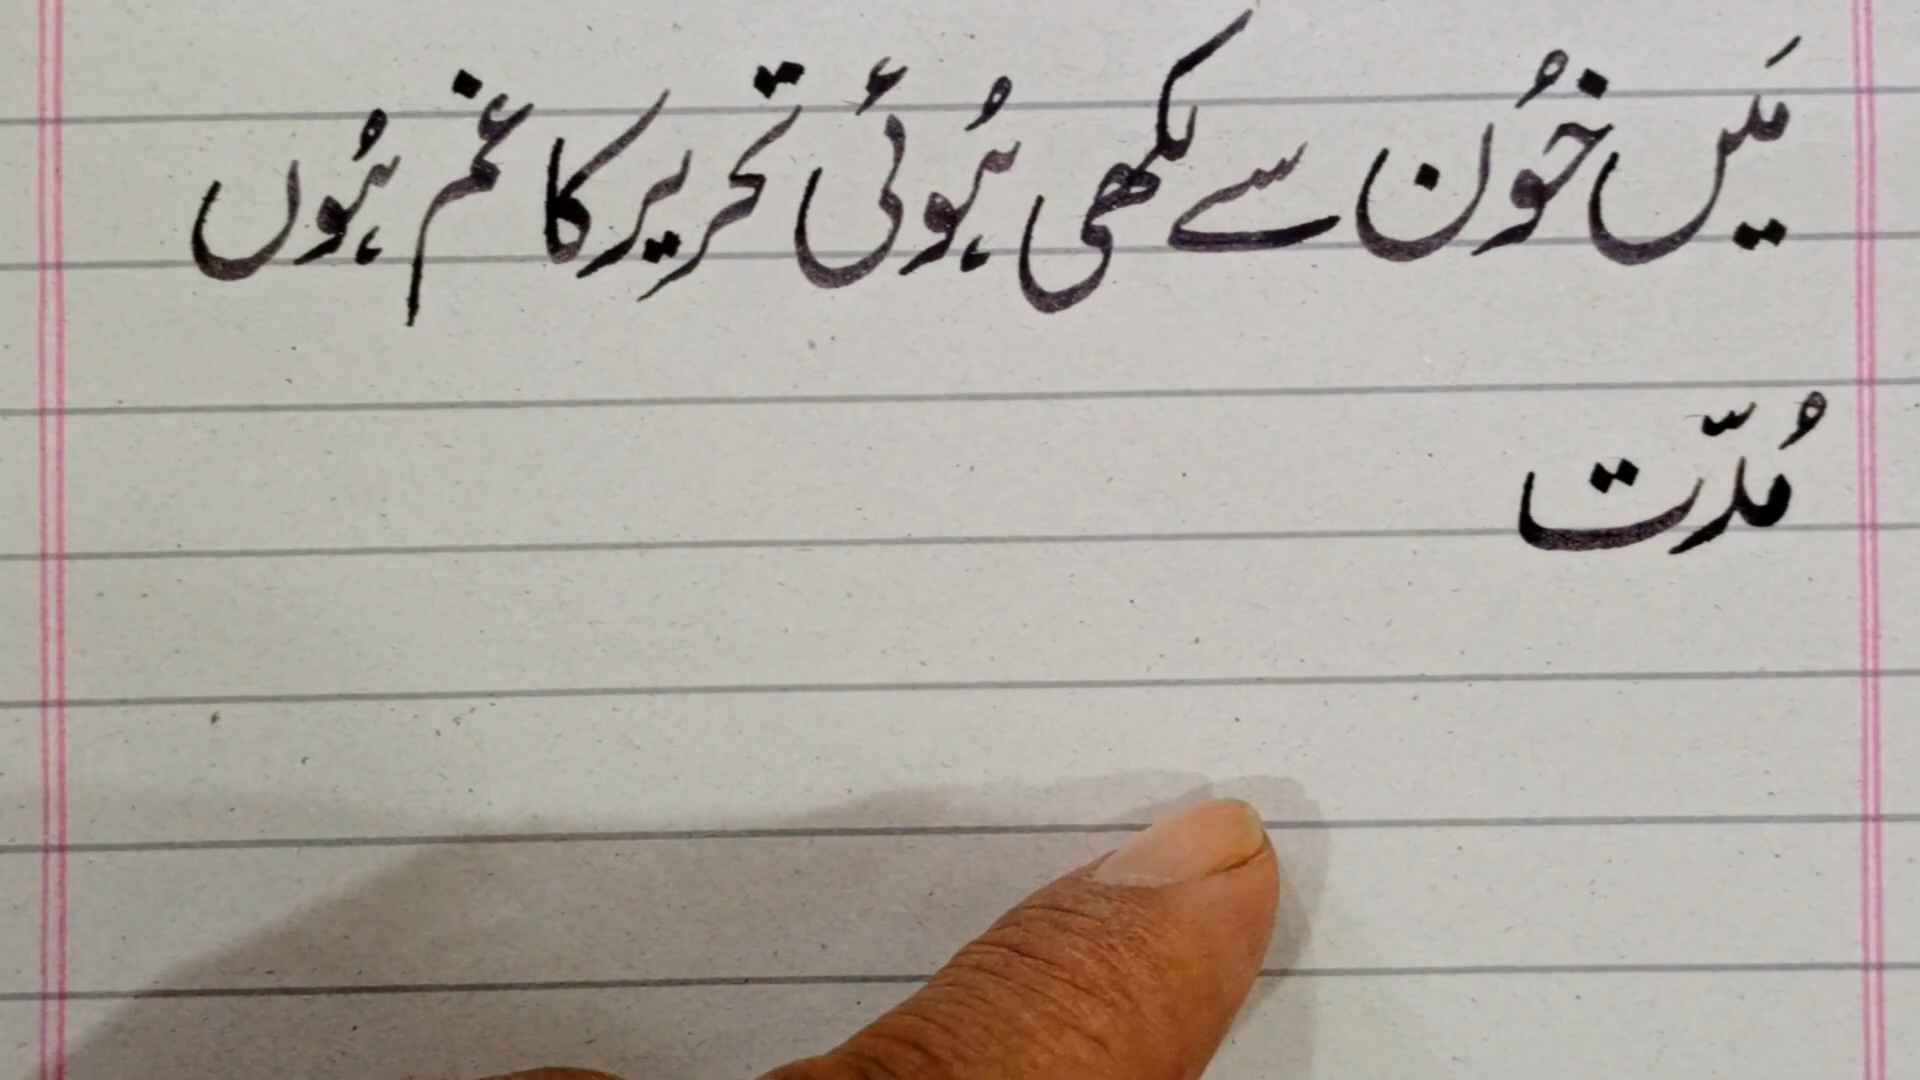 مَیں خُون سے لکھی ہُوئی تحریر کا غم ہُوں
مُدّت